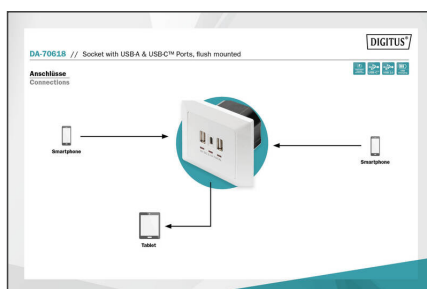 DIGITUS®
DA-70618 // Socket with USB-A & USB-C™ Ports, flush mounted
Anschlüsse
Connections
Smartphone
Smartphone
Tablet